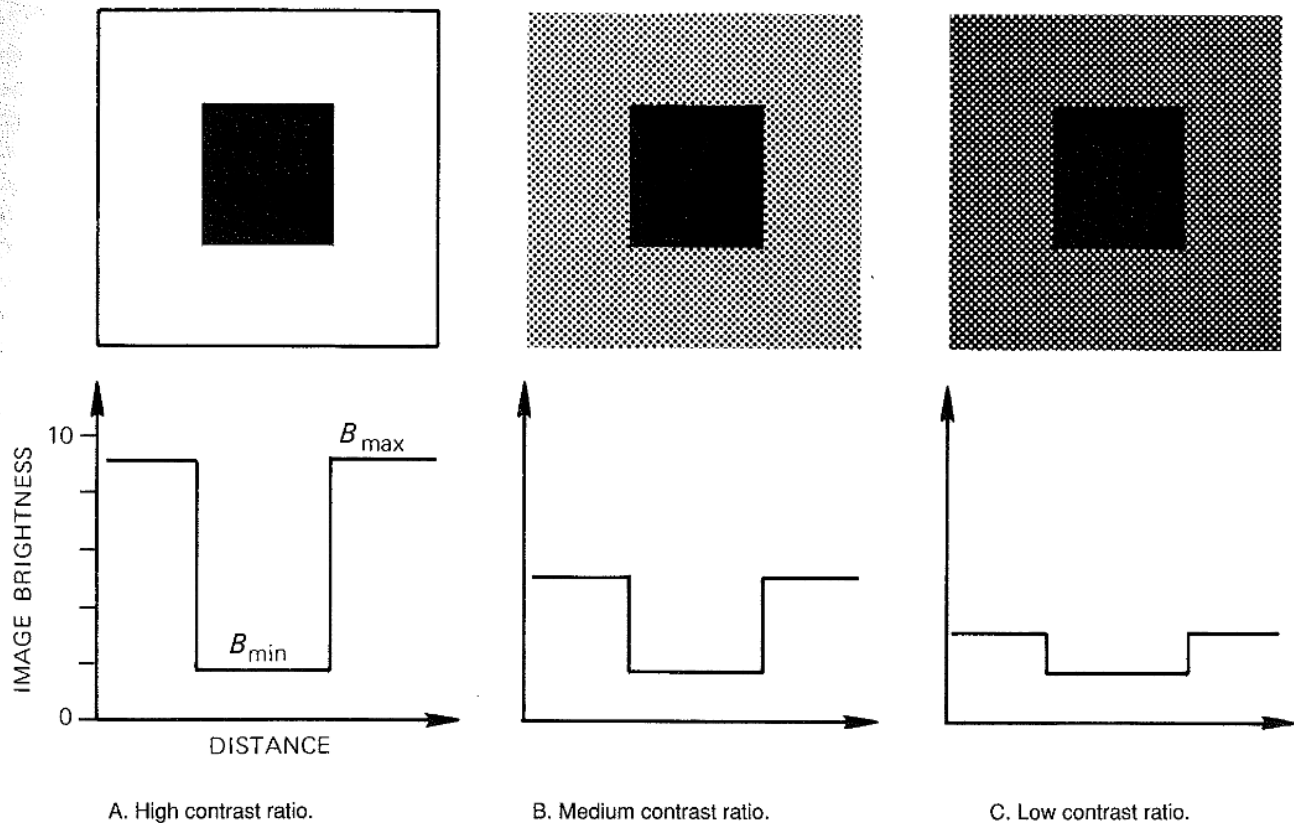 10
B max
B min
0
IMAGE BRIGHTNESS
DISTANCE
A. High contrast ratio.
B. Medium contrast ratio.
C. Low contrast ratio.